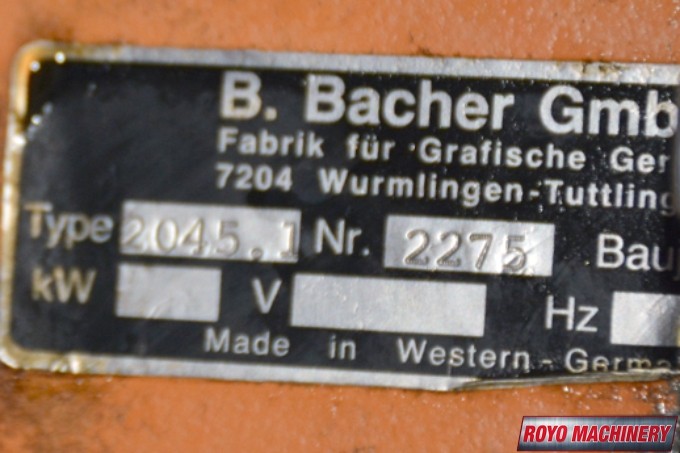 B. Bacher Gmb
Fabrik für Grafische Ger
7204 Wurmlingen-Tuttling
Type 2045.1 Nr. 2275 Bau
kW V Hz
Made in Western-Germa
ROYO MACHINERY